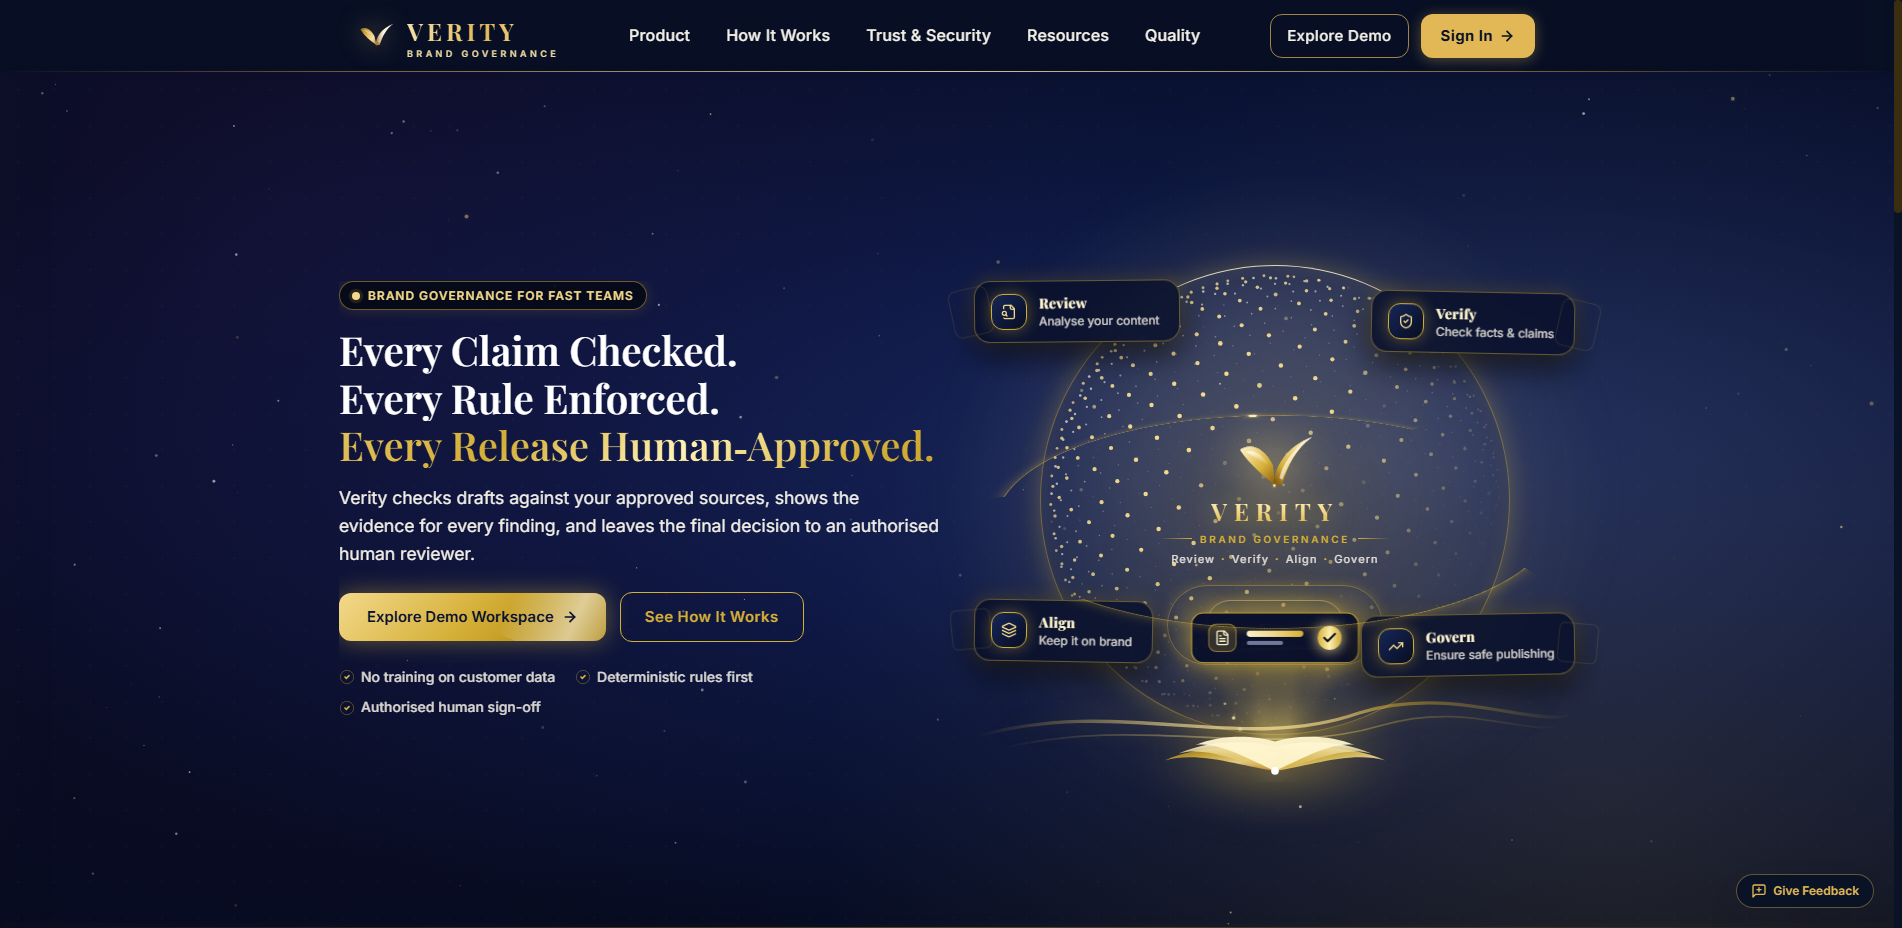 VERITY
BRAND GOVERNANCE
Product
How It Works
Trust & Security
Resources
Quality
Explore Demo
Sign In
BRAND GOVERNANCE FOR FAST TEAMS
Every Claim Checked.
Every Rule Enforced.
Every Release Human-Approved.
Verity checks drafts against your approved sources, shows the
evidence for every finding, and leaves the final decision to an authorised
human reviewer.
Explore Demo Workspace
See How It Works
No training on customer data
Deterministic rules first
Authorised human sign-off
Review
Analyse your content
Verify
Check facts & claims
VERITY
BRAND GOVERNANCE
Review · Verify · Align · Govern
Align
Keep it on brand
Govern
Ensure safe publishing
Give Feedback